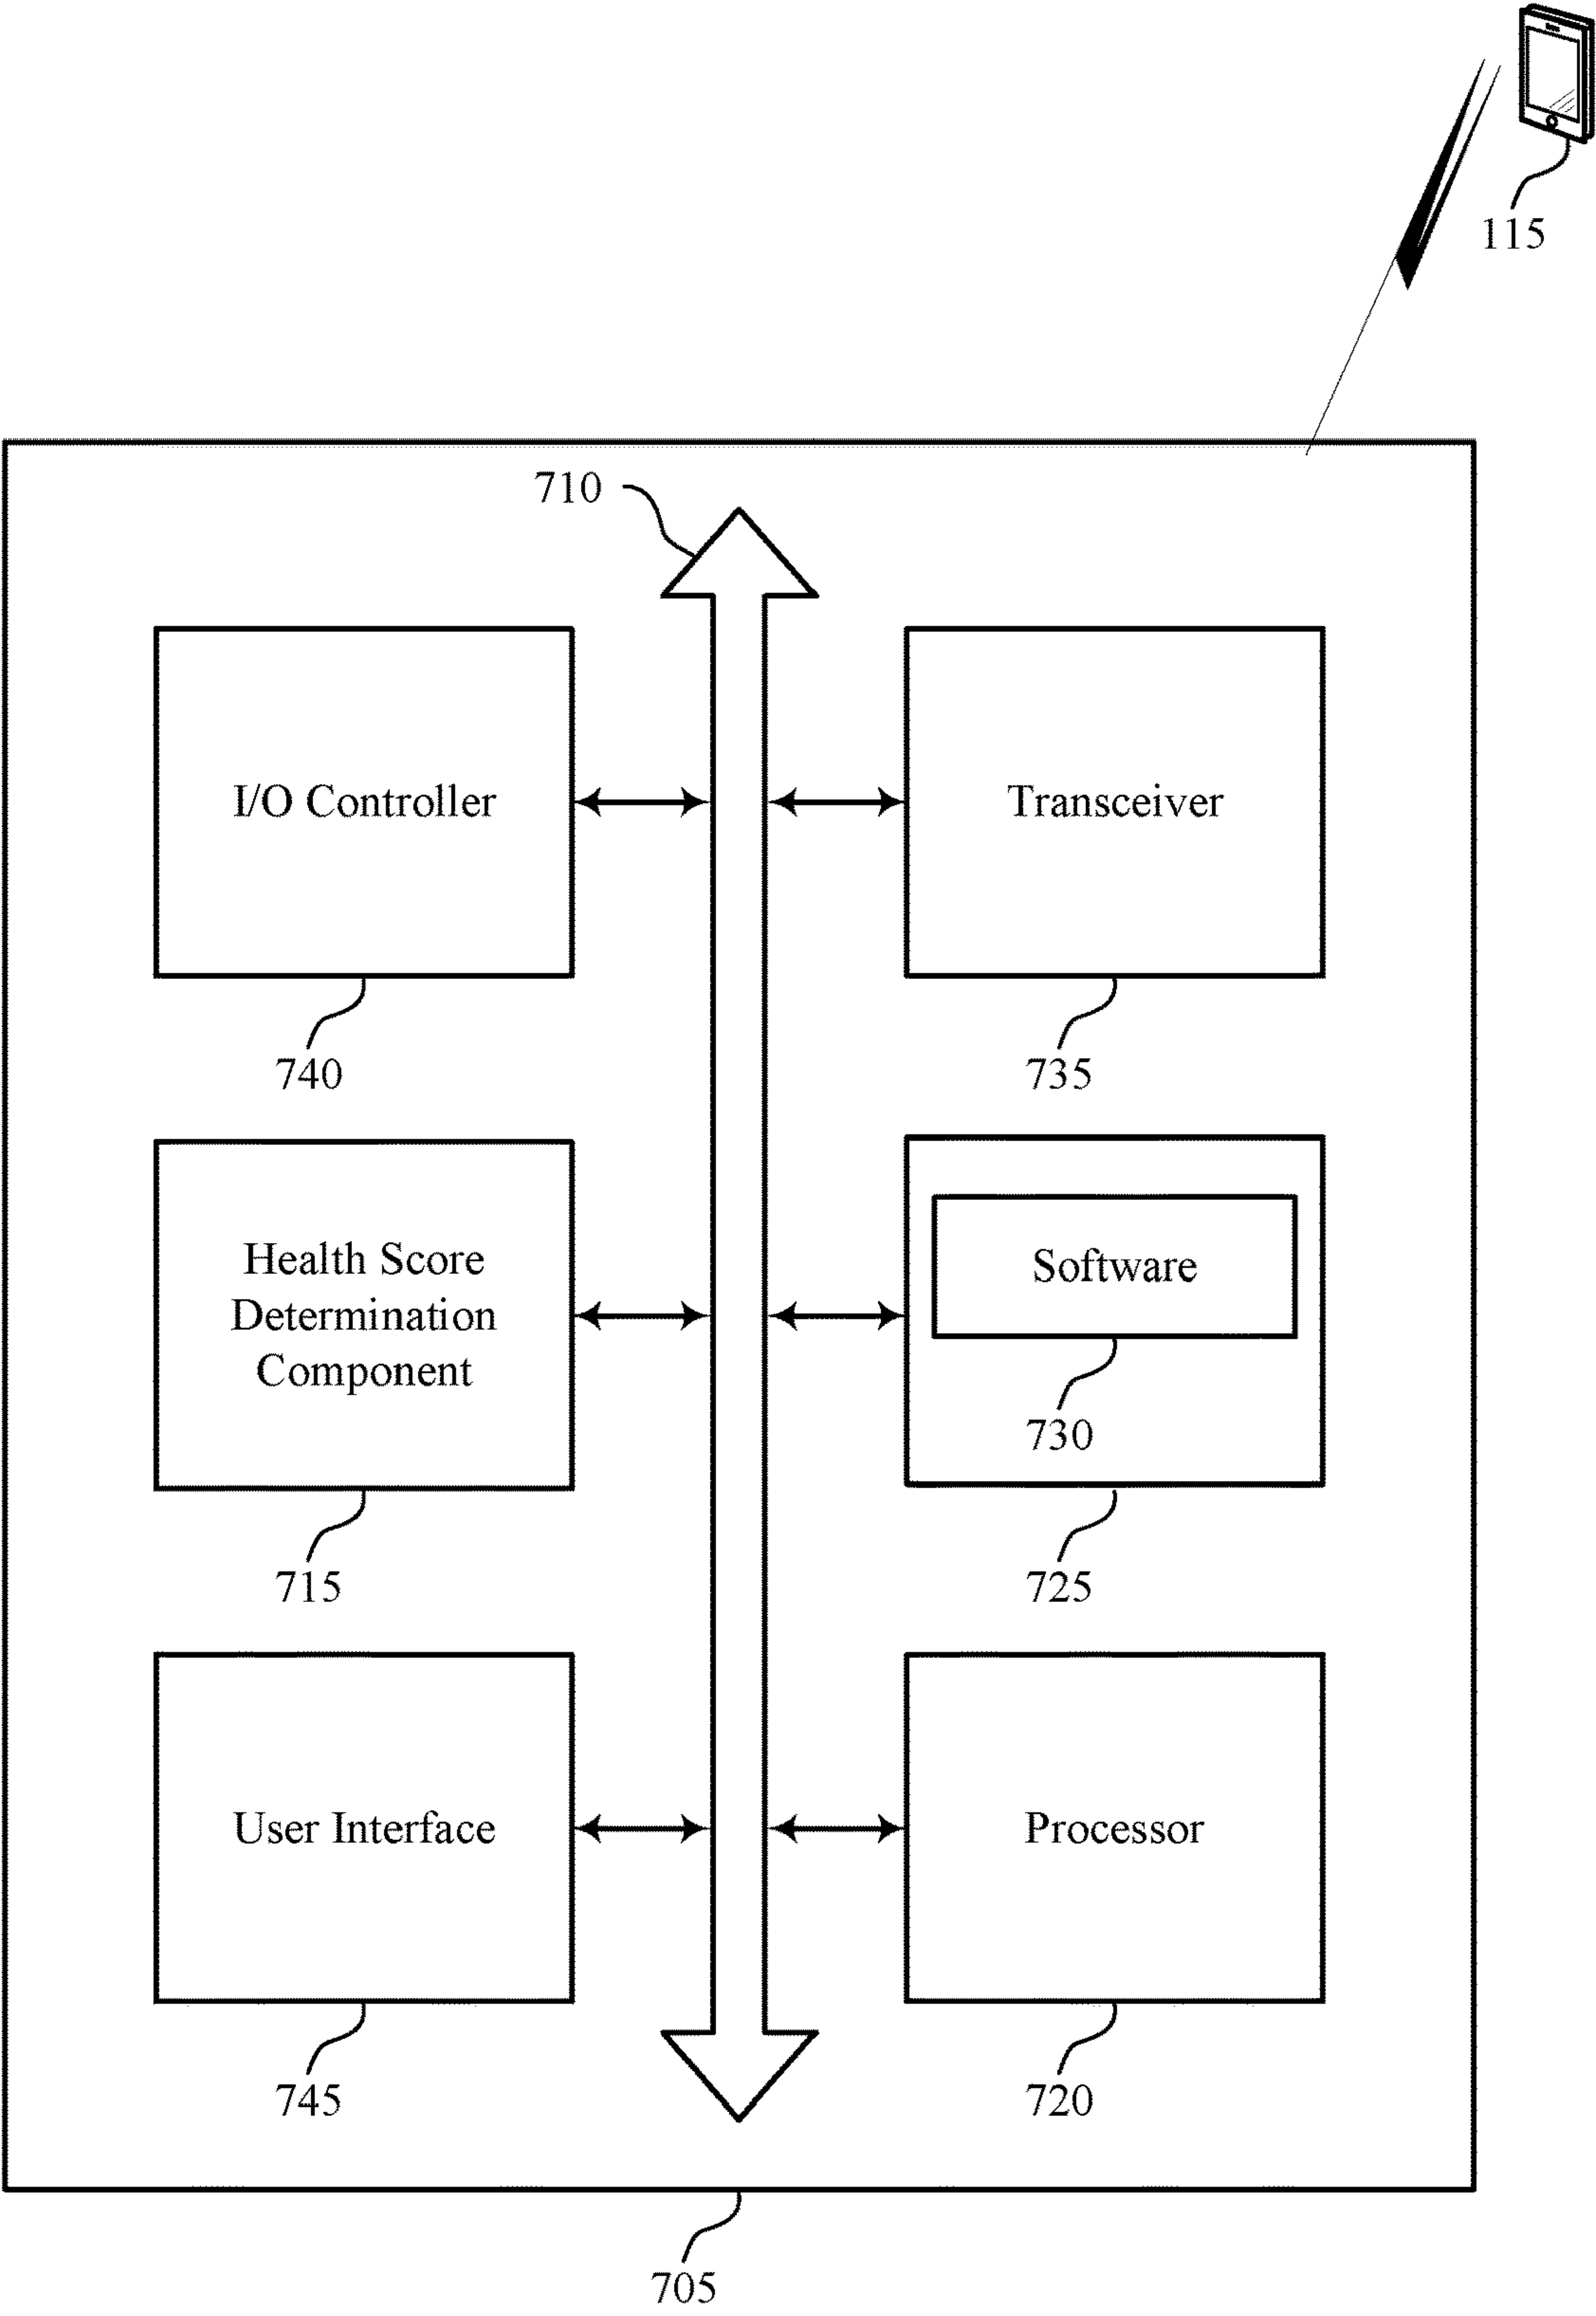 115
710
I/O Controller
Transceiver
740
735
Health Score
Determination
Component
Software
730
715
725
User Interface
Processor
745
720
705